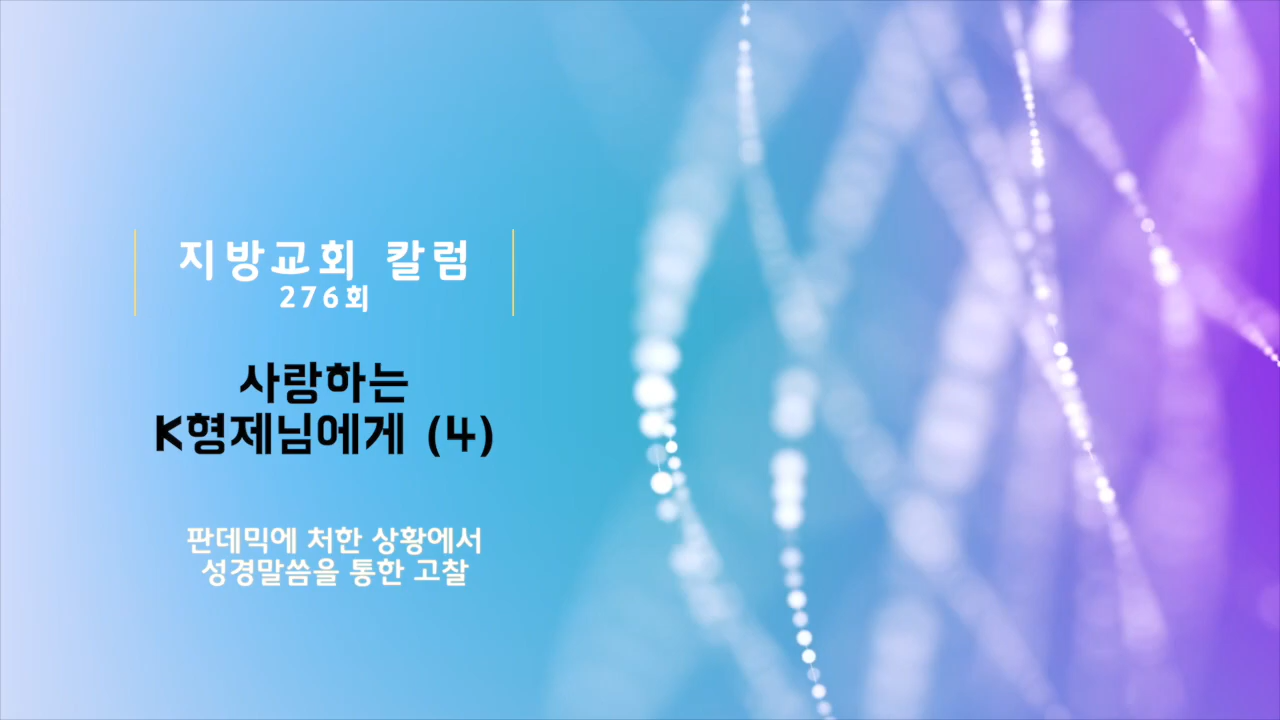 지방교회 칼럼
276회
사랑하는
K형제님에게 (4)
판데믹에 처한 상황에서
성경말씀을 통한 고찰